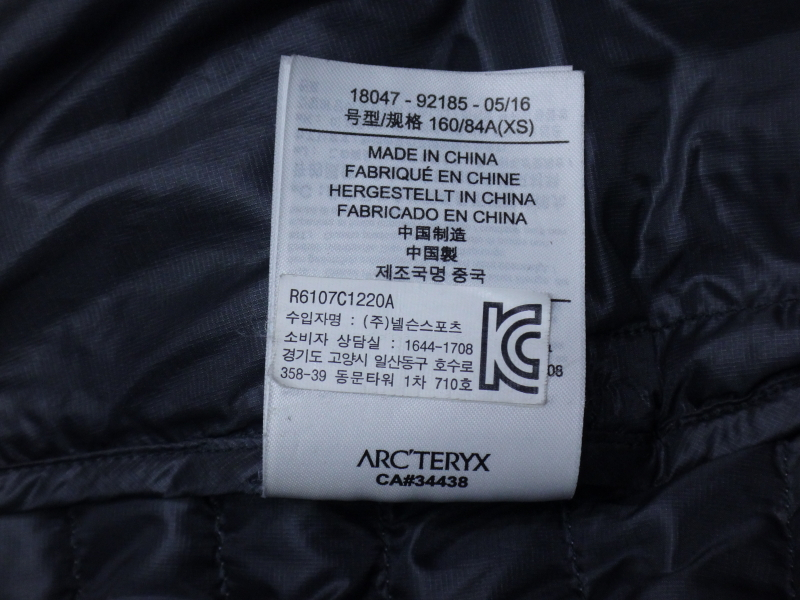 18047 - 92185 - 05/16
号型/规格 160/84A(XS)
MADE IN CHINA
FABRIQUÉ EN CHINE
HERGESTELLT IN CHINA
FABRICADO EN CHINA
中国制造
中國製
제조국명 중국
R6107C1220A
수입자명 : (주)넬슨스포츠
소비자 상담실 : 1644-1708
경기도 고양시 일산동구 호수로
358-39 동문타워 1차 710호
08
ARC'TERYX
CA#34438